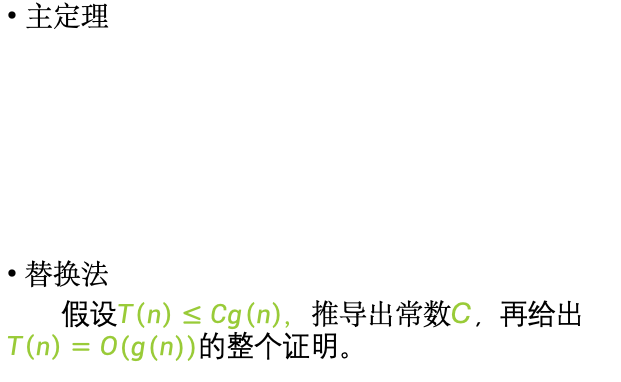 • 主定理
• 替换法
假设T(n) ≤ Cg(n)，推导出常数C，再给出
T(n) = O(g(n))的整个证明。